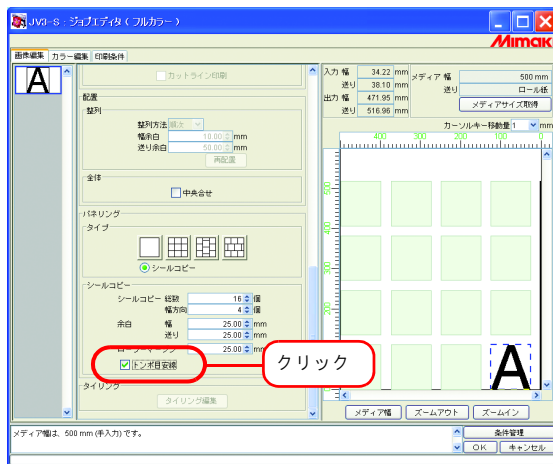 JV3-S : ジョブエディタ ( フルカラー )
Mimaki
画像編集 カラー編集 印刷条件
A
カットライン印刷
配置
整列
整列方法 順次
幅余白 10.00 mm
送り余白 50.00 mm
再配置
全体
中央合せ
パネリング
タイプ
シールコピー
シールコピー
シールコピー 総数 16 個
幅方向 4 個
余白 幅 25.00 mm
送り 25.00 mm
25.00 mm
トンボ目安線
クリック
タイリング
タイリング編集
入力 幅 34.22 mm
送り 38.10 mm
出力 幅 471.95 mm
送り 516.96 mm
メディア 幅 500 mm
送り ロール紙
メディアサイズ取得
カーソルキー移動量 1 mm
400 300 200 100 0
500
400
300
200
A
メディア幅 ズームアウト ズームイン
メディア幅は、500 mm (手入力) です。
条件管理
OK キャンセル